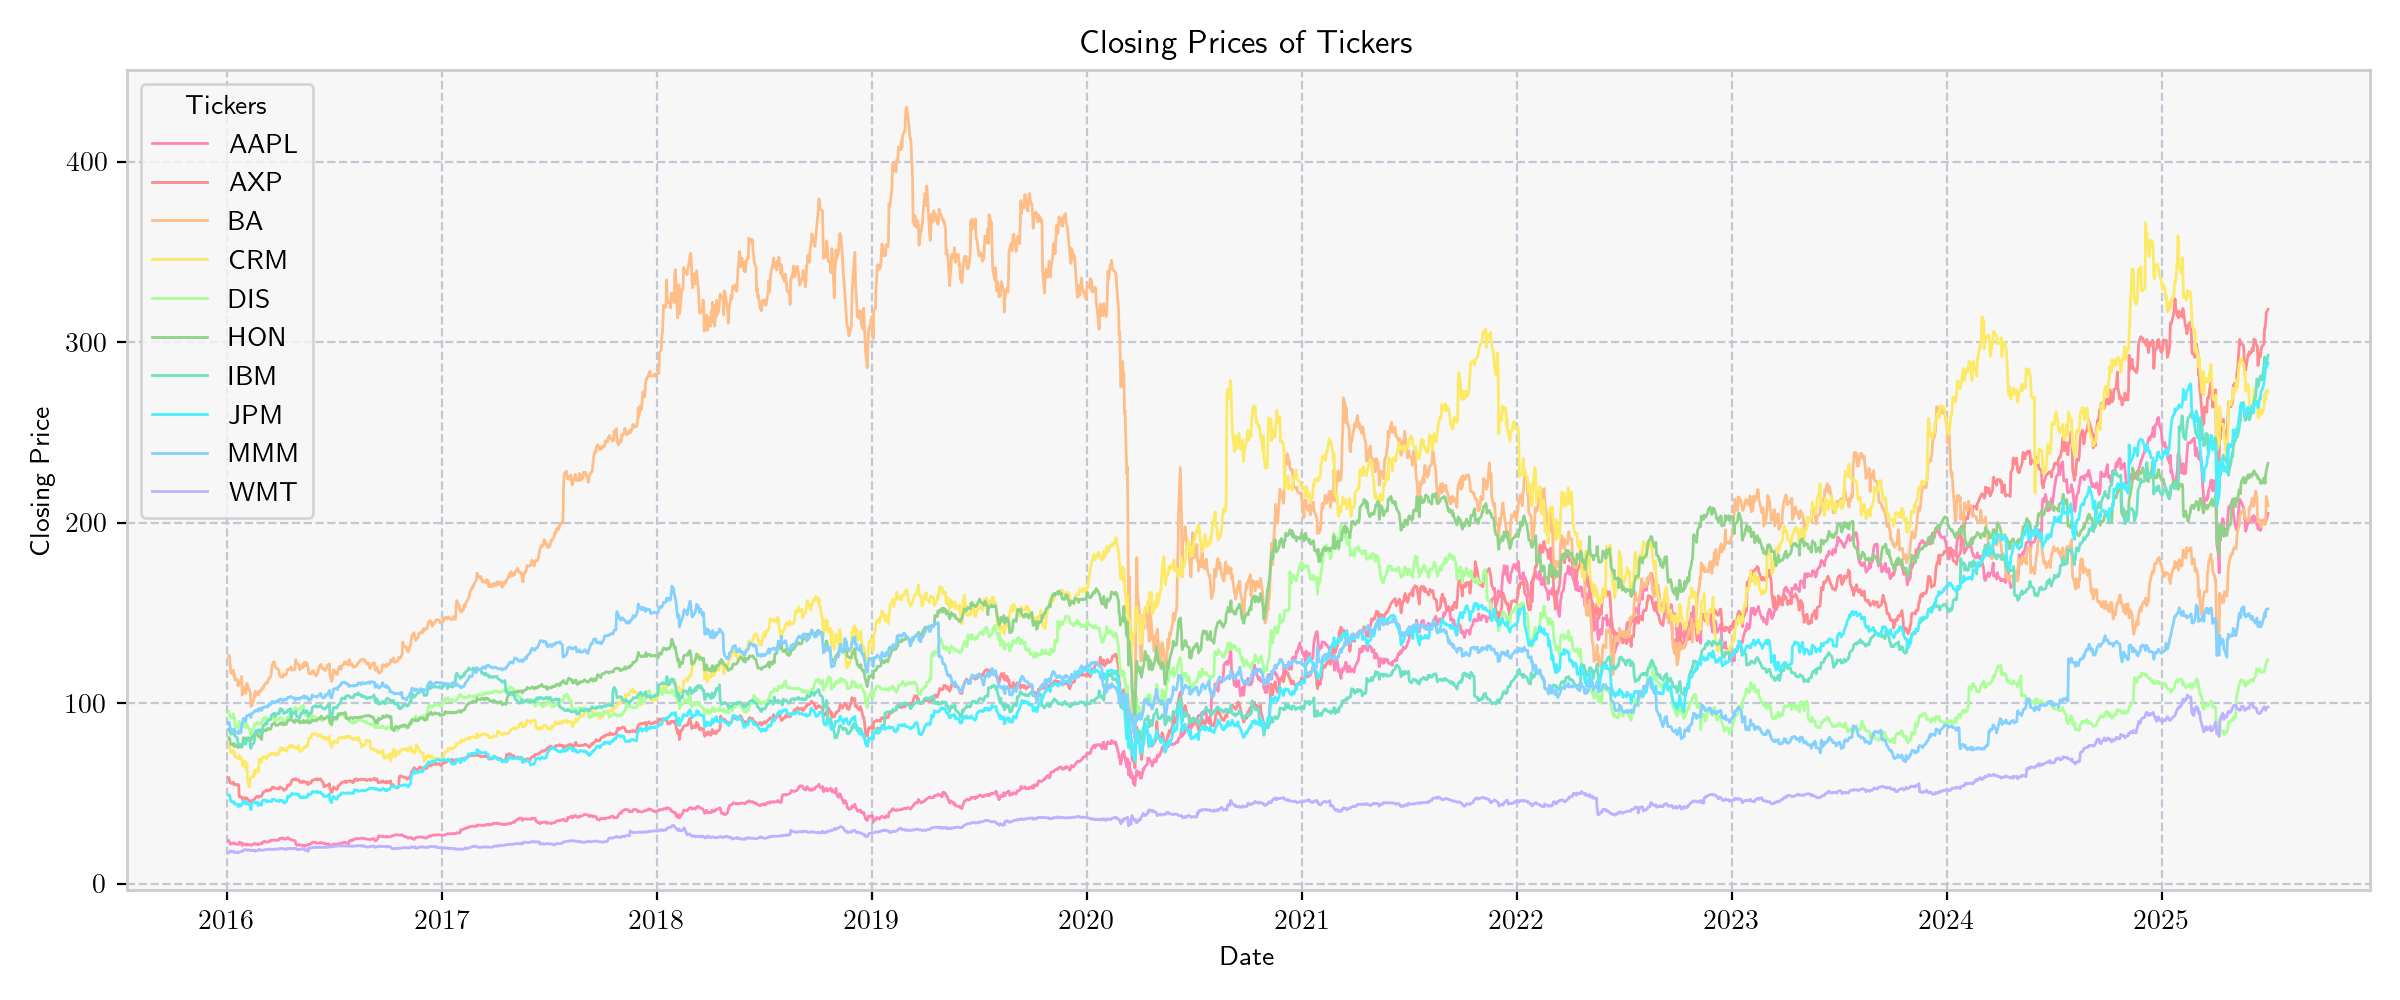 Closing Prices of Tickers
Tickers
AAPL
AXP
BA
CRM
DIS
HON
IBM
JPM
MMM
WMT
Closing Price
400
300
200
100
0
2016 2017 2018 2019 2020 2021 2022 2023 2024 2025
Date